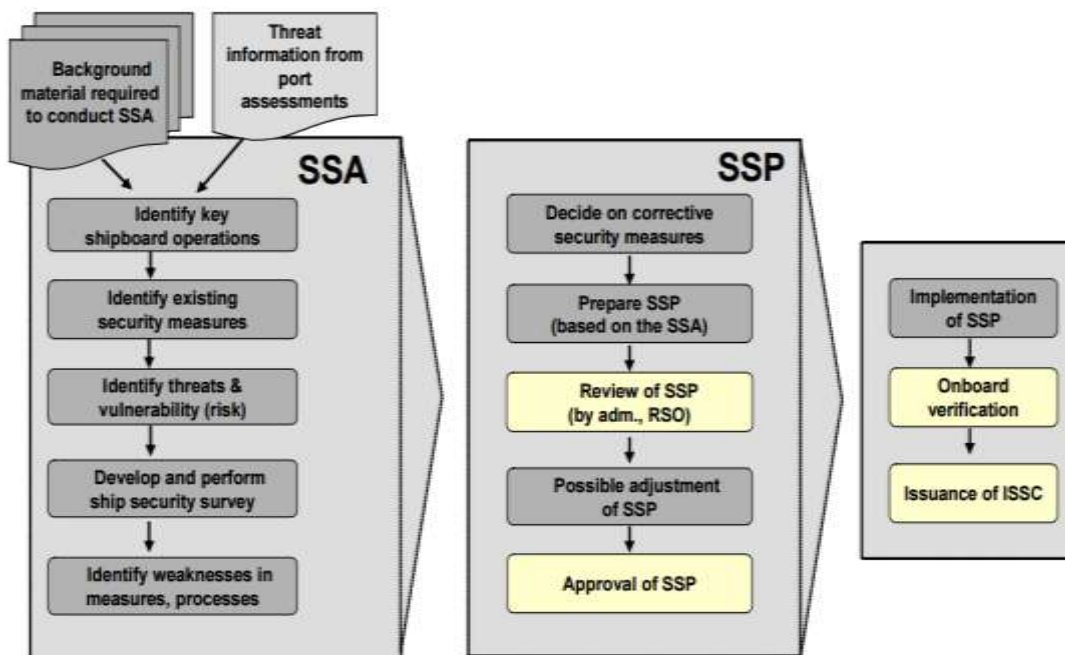 Background
material required
to conduct SSA
Threat
information from
port
assessments
SSA
Identify key
shipboard operations
Identify existing
security measures
Identify threats &
vulnerability (risk)
Develop and perform
ship security survey
Identify weaknesses in
measures, processes
SSP
Decide on corrective
security measures
Prepare SSP
(based on the SSA)
Review of SSP
(by adm., RSO)
Possible adjustment
of SSP
Approval of SSP
Implementation
of SSP
Onboard
verification
Issuance of ISSC